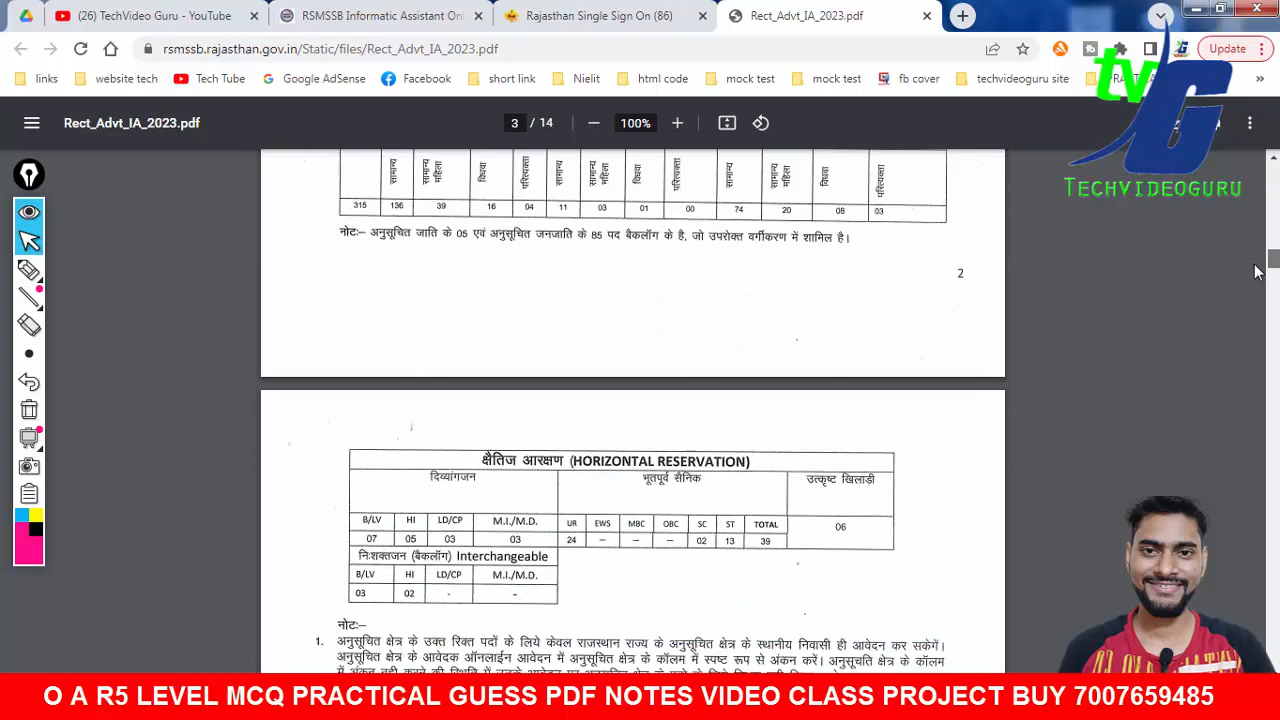 (26) TechVideo Guru - YouTube
RSMSSB Informatic Assistant Onl
Rajasthan Single Sign On (86)
Rect_Advt_IA_2023.pdf
rsmssb.rajasthan.gov.in/Static/files/Rect_Advt_IA_2023.pdf
Update
links
website tech
Tech Tube
Google AdSense
Facebook
short link
Nielit
html code
mock test
mock test
fb cover
techvideoguru site
Rect_Advt_IA_2023.pdf
3 / 14
100%
tv G
TECHVIDEOGURU
सामान्य सामान्य महिला विधवा परित्यक्ता सामान्य सामान्य महिला विधवा परित्यक्ता सामान्य सामान्य महिला विधवा परित्यक्ता
315 136 39 16 04 11 03 01 00 74 20 08 03
नोटः- अनुसूचित जाति के 05 एवं अनुसूचित जनजाति के 85 पद बैकलॉग के है, जो उपरोक्त वर्गीकरण में शामिल है।
2
क्षैतिज आरक्षण (HORIZONTAL RESERVATION)
दिव्यांगजन भूतपूर्व सैनिक उत्कृष्ट खिलाड़ी
B/LV HI LD/CP M.I./M.D. UR EWS MBC OBC SC ST TOTAL 06
07 05 03 03 24 – – – 02 13 39
निःशक्तजन (बैकलॉग) Interchangeable
B/LV HI LD/CP M.I./M.D.
03 02 - -
नोटः–
1. अनुसूचित क्षेत्र के उक्त रिक्त पदों के लिये केवल राजस्थान राज्य के अनुसूचित क्षेत्र के स्थानीय निवासी ही आवेदन कर सकेगें।
अनुसूचित क्षेत्र के आवेदक ऑनलाईन आवेदन में अनुसूचित क्षेत्र के कॉलम में स्पष्ट रूप से अंकन करें। अनुसूचति क्षेत्र के कॉलम
O A R5 LEVEL MCQ PRACTICAL GUESS PDF NOTES VIDEO CLASS PROJECT BUY 7007659485